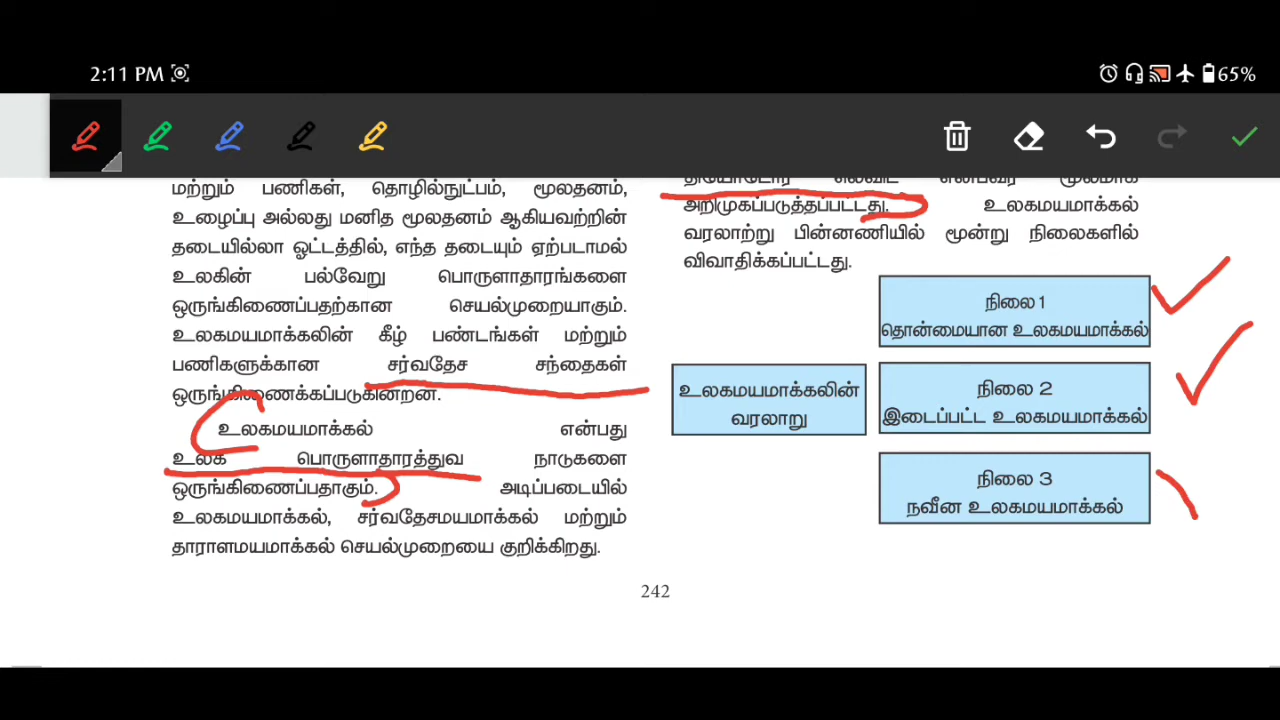 2:11 PM
65%
மற்றும் பணிகள், தொழில்நுட்பம், மூலதனம்,
உழைப்பு அல்லது மனித மூலதனம் ஆகியவற்றின்
தடையில்லா ஓட்டத்தில், எந்த தடையும் ஏற்படாமல்
உலகின் பல்வேறு பொருளாதாரங்களை
ஒருங்கிணைப்பதற்கான செயல்முறையாகும்.
உலகமயமாக்கலின் கீழ் பண்டங்கள் மற்றும்
பணிகளுக்கான சர்வதேச சந்தைகள்
ஒருங்கிணைக்கப்படுகின்றன.
உலகமயமாக்கல் என்பது
உலக பொருளாதாரத்துவ நாடுகளை
ஒருங்கிணைப்பதாகும். அடிப்படையில்
உலகமயமாக்கல், சர்வதேசமயமாக்கல் மற்றும்
தாராளமயமாக்கல் செயல்முறையை குறிக்கிறது.
தியோடோர் லெவிட் என்பவர் மூலமாக
அறிமுகப்படுத்தப்பட்டது. உலகமயமாக்கல்
வரலாற்று பின்னணியில் மூன்று நிலைகளில்
விவாதிக்கப்பட்டது.
உலகமயமாக்கலின்
வரலாறு
நிலை 1
தொன்மையான உலகமயமாக்கல்
நிலை 2
இடைப்பட்ட உலகமயமாக்கல்
நிலை 3
நவீன உலகமயமாக்கல்
242